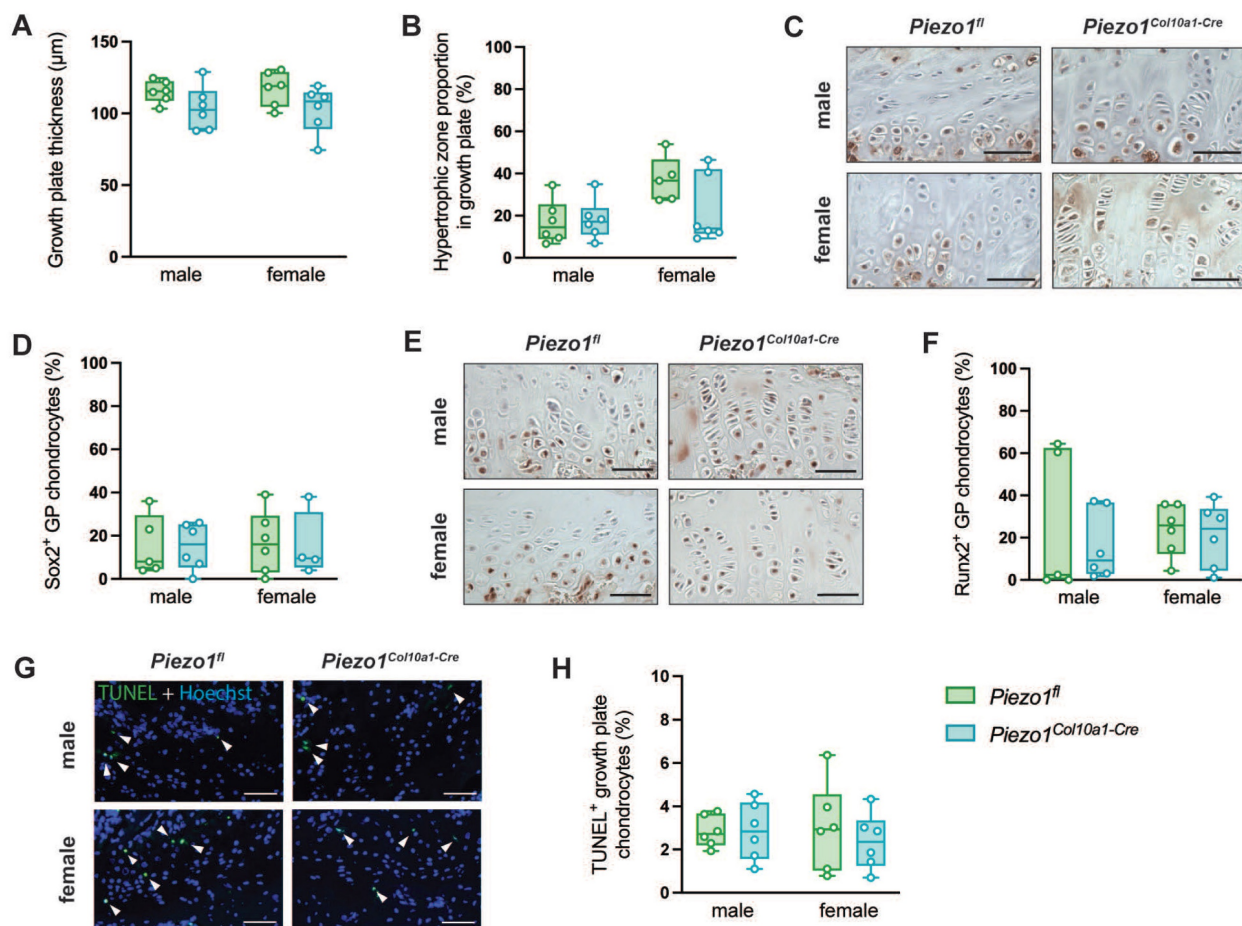 A
Growth plate thickness (µm)
150
100
50
0
male
female
B
Hypertrophic zone proportion
in growth plate (%)
100
80
60
40
20
0
male
female
C
Piezo1fl
Piezo1Col10a1-Cre
male
female
D
Sox2+ GP chondrocytes (%)
100
80
60
40
20
0
male
female
E
Piezo1fl
Piezo1Col10a1-Cre
male
female
F
Runx2+ GP chondrocytes (%)
100
80
60
40
20
0
male
female
G
Piezo1fl
Piezo1Col10a1-Cre
TUNEL + Hoechst
male
female
H
TUNEL+ growth plate
chondrocytes (%)
10
8
6
4
2
0
male
female
Piezo1fl
Piezo1Col10a1-Cre